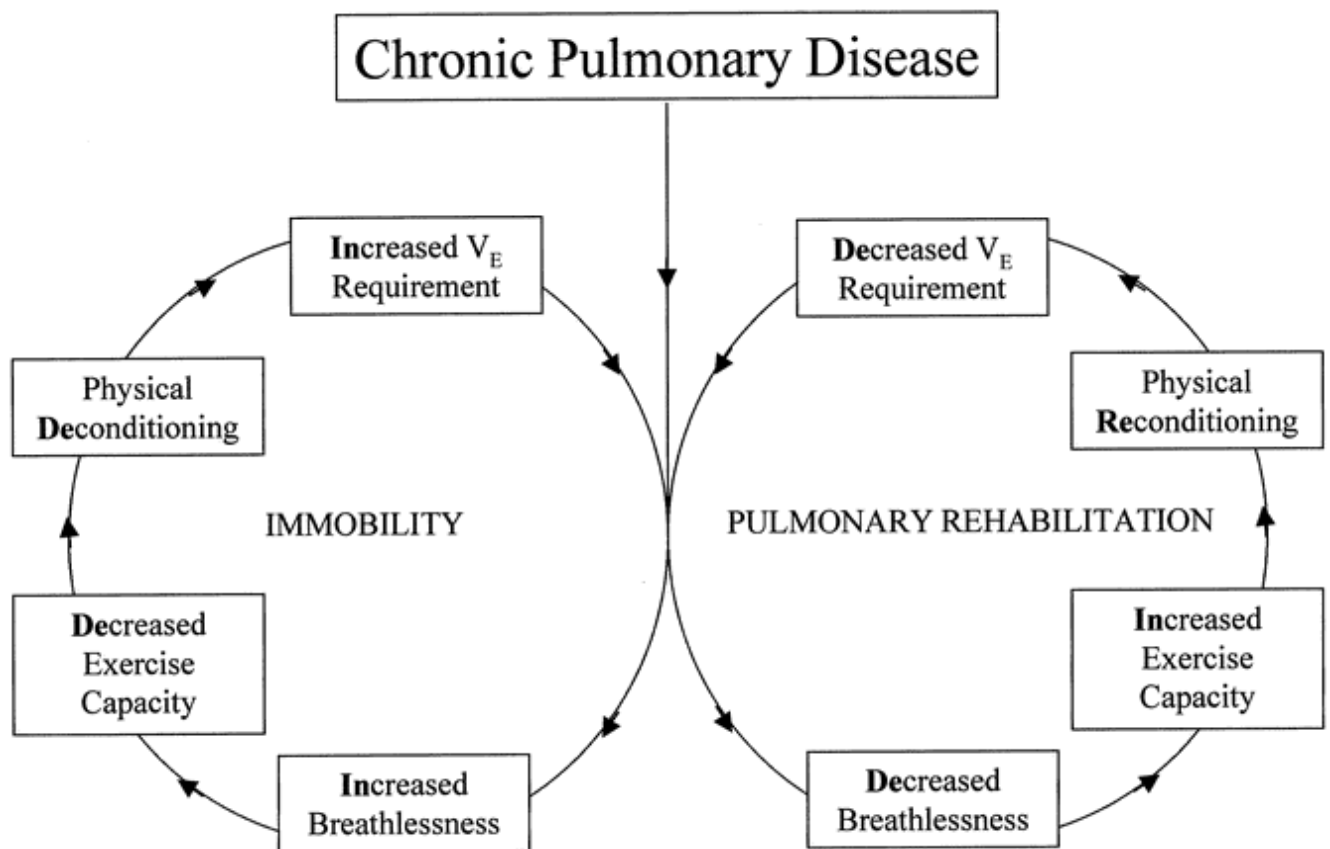 Chronic Pulmonary Disease
Increased V_E
Requirement
Physical
Deconditioning
IMMOBILITY
Decreased
Exercise
Capacity
Increased
Breathlessness
Decreased V_E
Requirement
Physical
Reconditioning
PULMONARY REHABILITATION
Increased
Exercise
Capacity
Decreased
Breathlessness